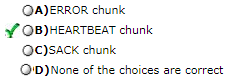 A) ERROR chunk
B) HEARTBEAT chunk
C) SACK chunk
D) None of the choices are correct